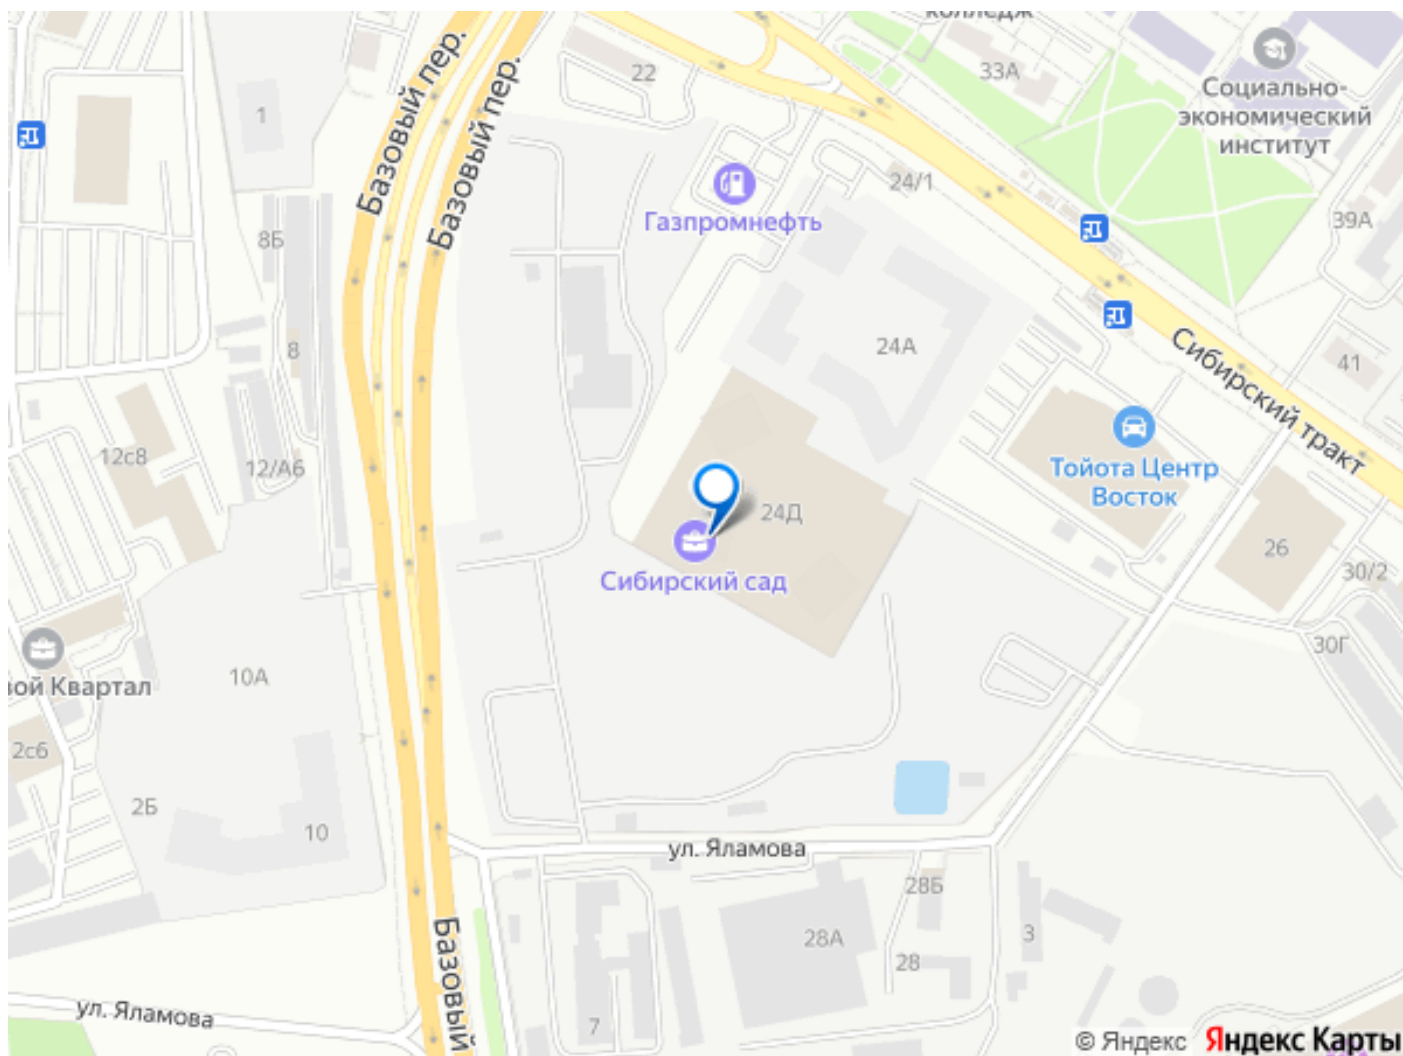 колледж
33А
22
Социально-
экономический
институт
1
Базовый пер.
Базовый пер.
24/1
Газпромнефть
39А
8Б
24А
8
41
Сибирский тракт
12с8
12/А6
Тойота Центр
Восток
24Д
26
Сибирский сад
30/2
30Г
10А
вой Квартал
2с6
2Б
10
ул. Яламова
28Б
28А
3
28
Базовый
ул. Яламова
7
© Яндекс Яндекс Карты